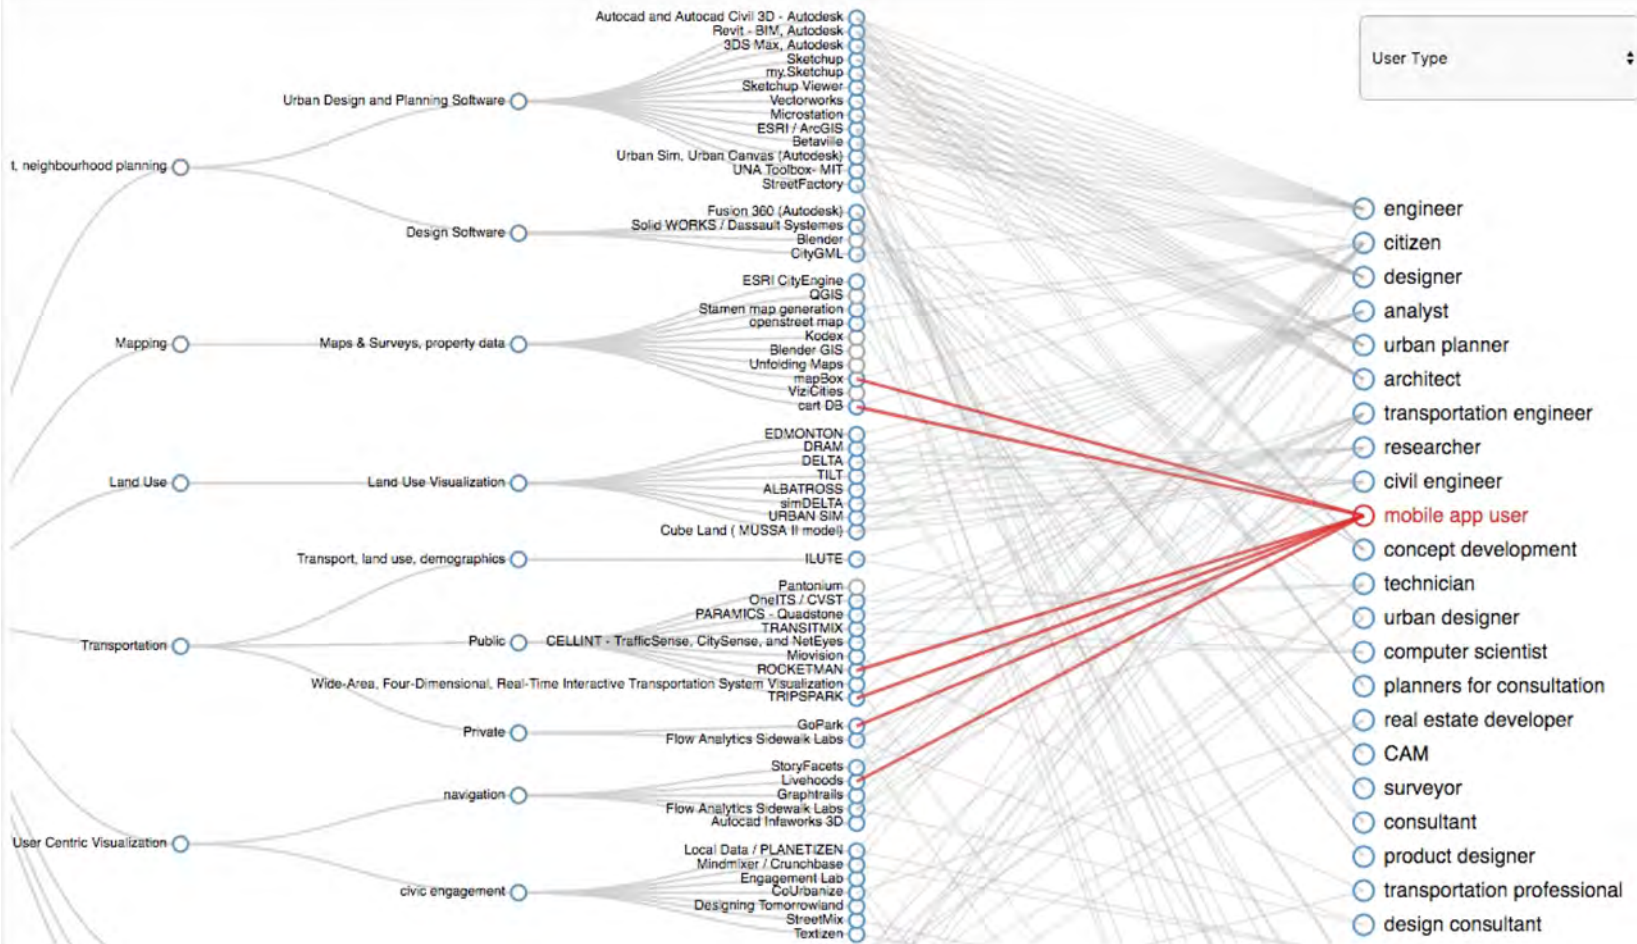 t, neighbourhood planning
Mapping
Land Use
Transportation
User Centric Visualization
Urban Design and Planning Software
Design Software
Maps & Surveys, property data
Land Use Visualization
Transport, land use, demographics
Public
Private
navigation
civic engagement
Autocad and Autocad Civil 3D - Autodesk
Revit - BIM, Autodesk
3DS Max, Autodesk
Sketchup
my.Sketchup
Sketchup Viewer
Vectorworks
Microstation
ESRI / ArcGIS
Betaville
Urban Sim, Urban Canvas (Autodesk)
UNA Toolbox- MIT
StreetFactory
Fusion 360 (Autodesk)
Solid WORKS / Dassault Systemes
Blender
CityGML
ESRI CityEngine
QGIS
Stamen map generation
openstreet map
Kodex
Blender GIS
Unfolding Maps
mapBox
ViziCities
cart DB
EDMONTON
DRAM
DELTA
TILT
ALBATROSS
simDELTA
URBAN SIM
Cube Land ( MUSSA II model)
ILUTE
Pantonium
OneITS / CVST
PARAMICS - Quadstone
TRANSITMIX
CELLINT - TrafficSense, CitySense, and NetEyes
Miovision
ROCKETMAN
Wide-Area, Four-Dimensional, Real-Time Interactive Transportation System Visualization
TRIPSPARK
GoPark
Flow Analytics Sidewalk Labs
StoryFacets
Livehoods
Graphtrails
Flow Analytics Sidewalk Labs
Autocad Infaworks 3D
Local Data / PLANETIZEN
Mindmixer / Crunchbase
Engagement Lab
CoUrbanize
Designing Tomorrowland
StreetMix
Textizen
User Type
engineer
citizen
designer
analyst
urban planner
architect
transportation engineer
researcher
civil engineer
mobile app user
concept development
technician
urban designer
computer scientist
planners for consultation
real estate developer
CAM
surveyor
consultant
product designer
transportation professional
design consultant